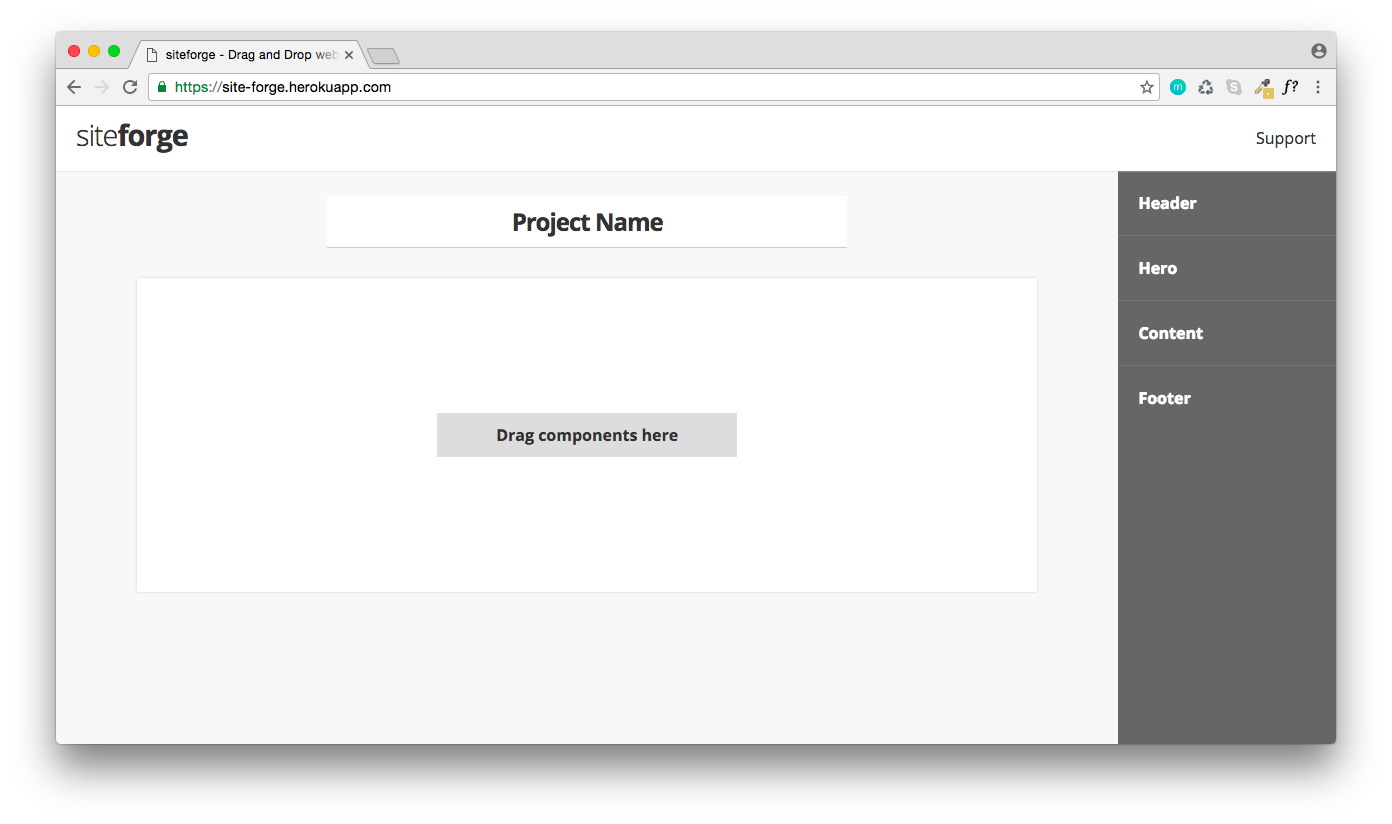 siteforge - Drag and Drop web
https://site-forge.herokuapp.com
m
S
f?
siteforge
Support
Project Name
Drag components here
Header
Hero
Content
Footer